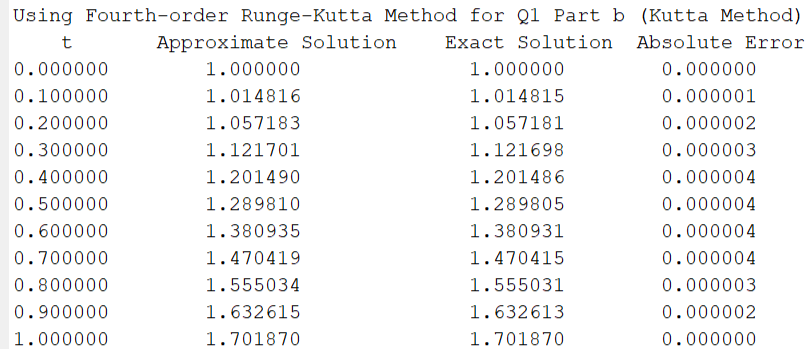 Using Fourth-order Runge-Kutta Method for Q1 Part b (Kutta Method)
t Approximate Solution Exact Solution Absolute Error
0.000000 1.000000 1.000000 0.000000
0.100000 1.014816 1.014815 0.000001
0.200000 1.057183 1.057181 0.000002
0.300000 1.121701 1.121698 0.000003
0.400000 1.201490 1.201486 0.000004
0.500000 1.289810 1.289805 0.000004
0.600000 1.380935 1.380931 0.000004
0.700000 1.470419 1.470415 0.000004
0.800000 1.555034 1.555031 0.000003
0.900000 1.632615 1.632613 0.000002
1.000000 1.701870 1.701870 0.000000